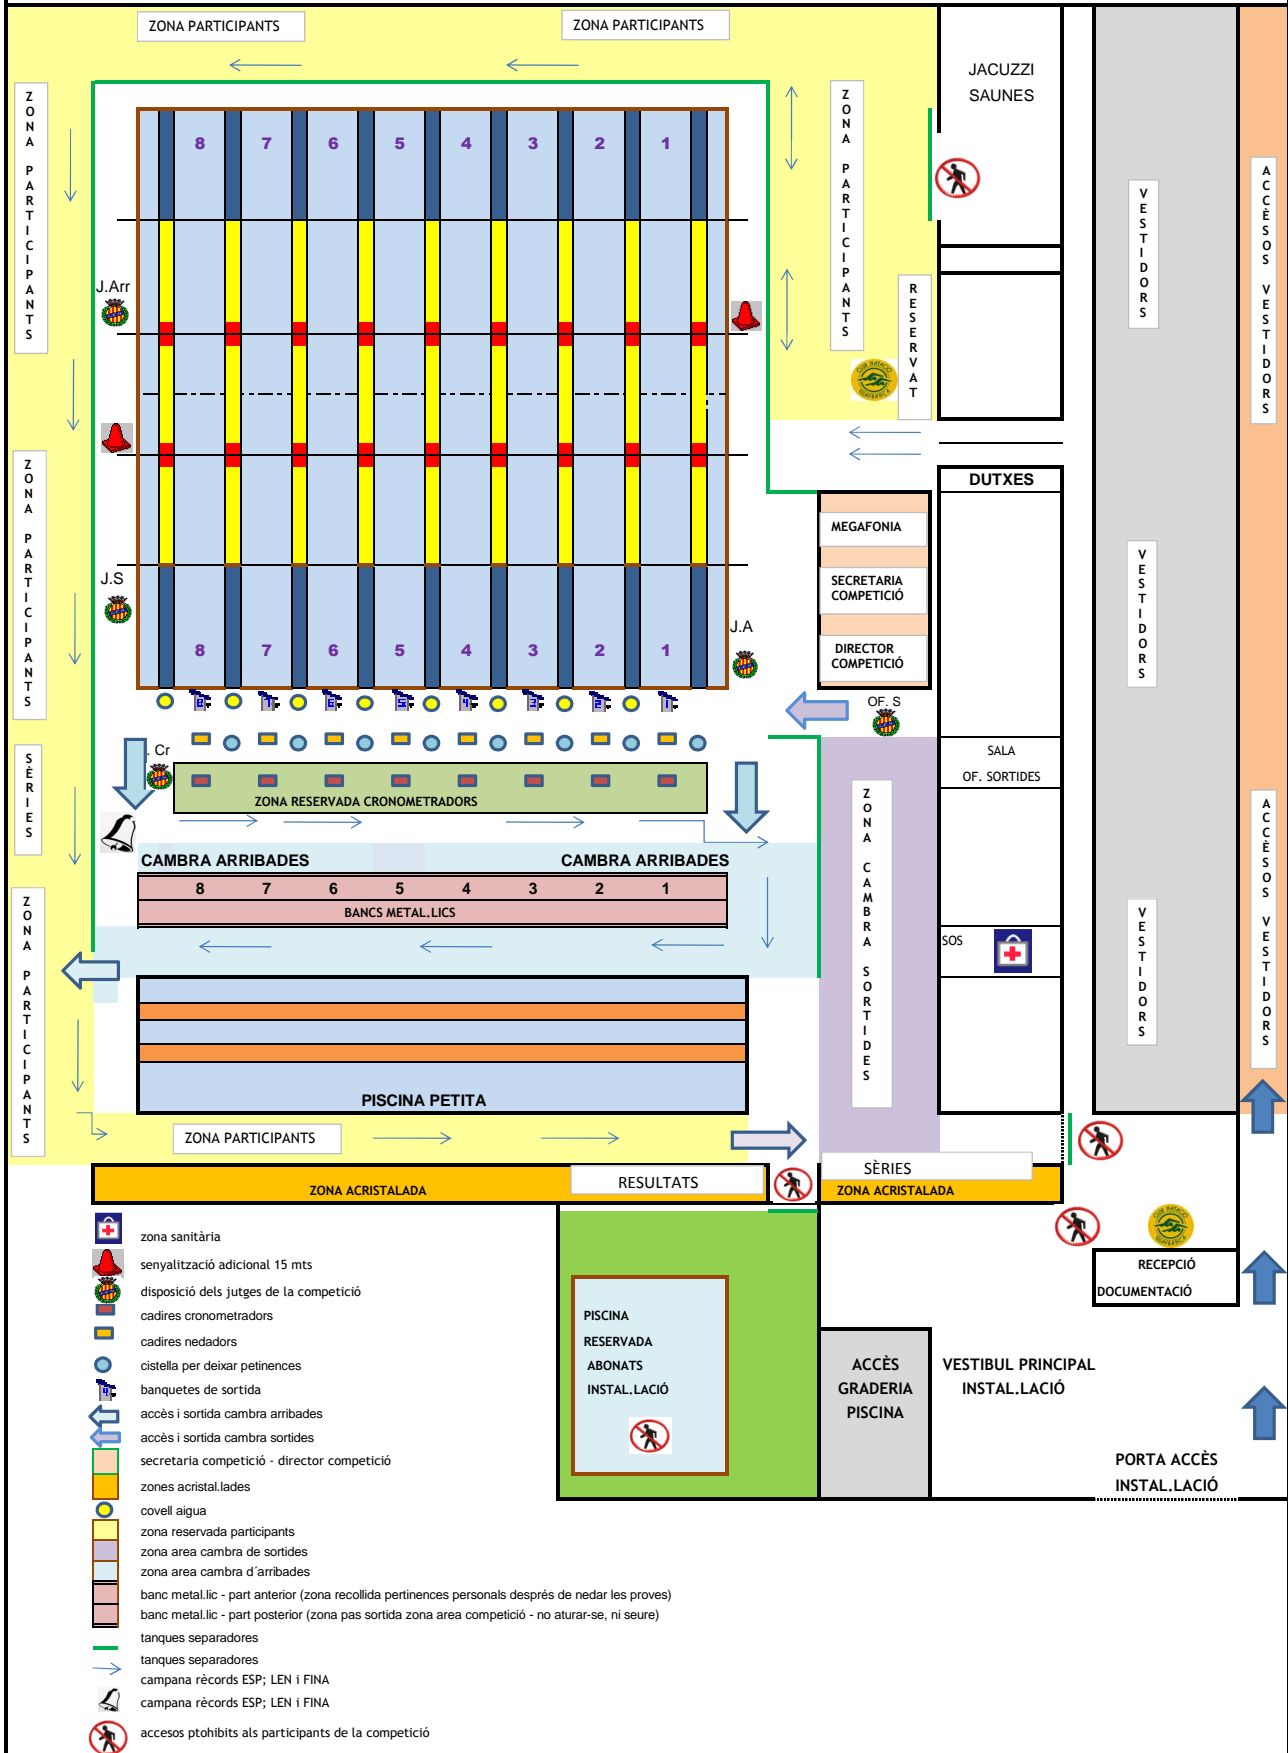 ZONA PARTICIPANTS
ZONA PARTICIPANTS
JACUZZI
SAUNES
ZONA PARTICIPANTS
ZONA PARTICIPANTS
8 7 6 5 4 3 2 1
VESTIDORS
ACCÈSOS VESTIDORS
J.Arr
RESERVAT
ZONA PARTICIPANTS
DUTXES
MEGAFONIA
SECRETARIA
COMPETICIÓ
DIRECTOR
COMPETICIÓ
VESTIDORS
J.S
J.A
8 7 6 5 4 3 2 1
8 7 6 5 4 3 2 1
OF. S
SÈRIES
. Cr
ZONA RESERVADA CRONOMETRADORS
SALA
OF. SORTIDES
ZONA CAMBRA SORTIDES
ACCÈSOS VESTIDORS
CAMBRA ARRIBADES
CAMBRA ARRIBADES
8 7 6 5 4 3 2 1
BANCS METAL.LICS
ZONA PARTICIPANTS
SOS
VESTIDORS
PISCINA PETITA
ZONA PARTICIPANTS
SÈRIES
RESULTATS
ZONA ACRISTALADA
ZONA ACRISTALADA
zona sanitària
senyalització adicional 15 mts
disposició dels jutges de la competició
cadires cronometradors
cadires nedadors
cistella per deixar petinences
4
banquetes de sortida
accès i sortida cambra arribades
accès i sortida cambra sortides
secretaria competició - director competició
zones acristal.lades
covell aigua
zona reservada participants
zona area cambra de sortides
zona area cambra d´arribades
banc metal.lic - part anterior (zona recollida pertinences personals després de nedar les proves)
banc metal.lic - part posterior (zona pas sortida zona area competició - no aturar-se, ni seure)
tanques separadores
tanques separadores
campana rècords ESP; LEN i FINA
campana rècords ESP; LEN i FINA
accesos ptohibits als participants de la competició
PISCINA
RESERVADA
ABONATS
INSTAL.LACIÓ
RECEPCIÓ
DOCUMENTACIÓ
ACCÈS
GRADERIA
PISCINA
VESTIBUL PRINCIPAL
INSTAL.LACIÓ
PORTA ACCÈS
INSTAL.LACIÓ